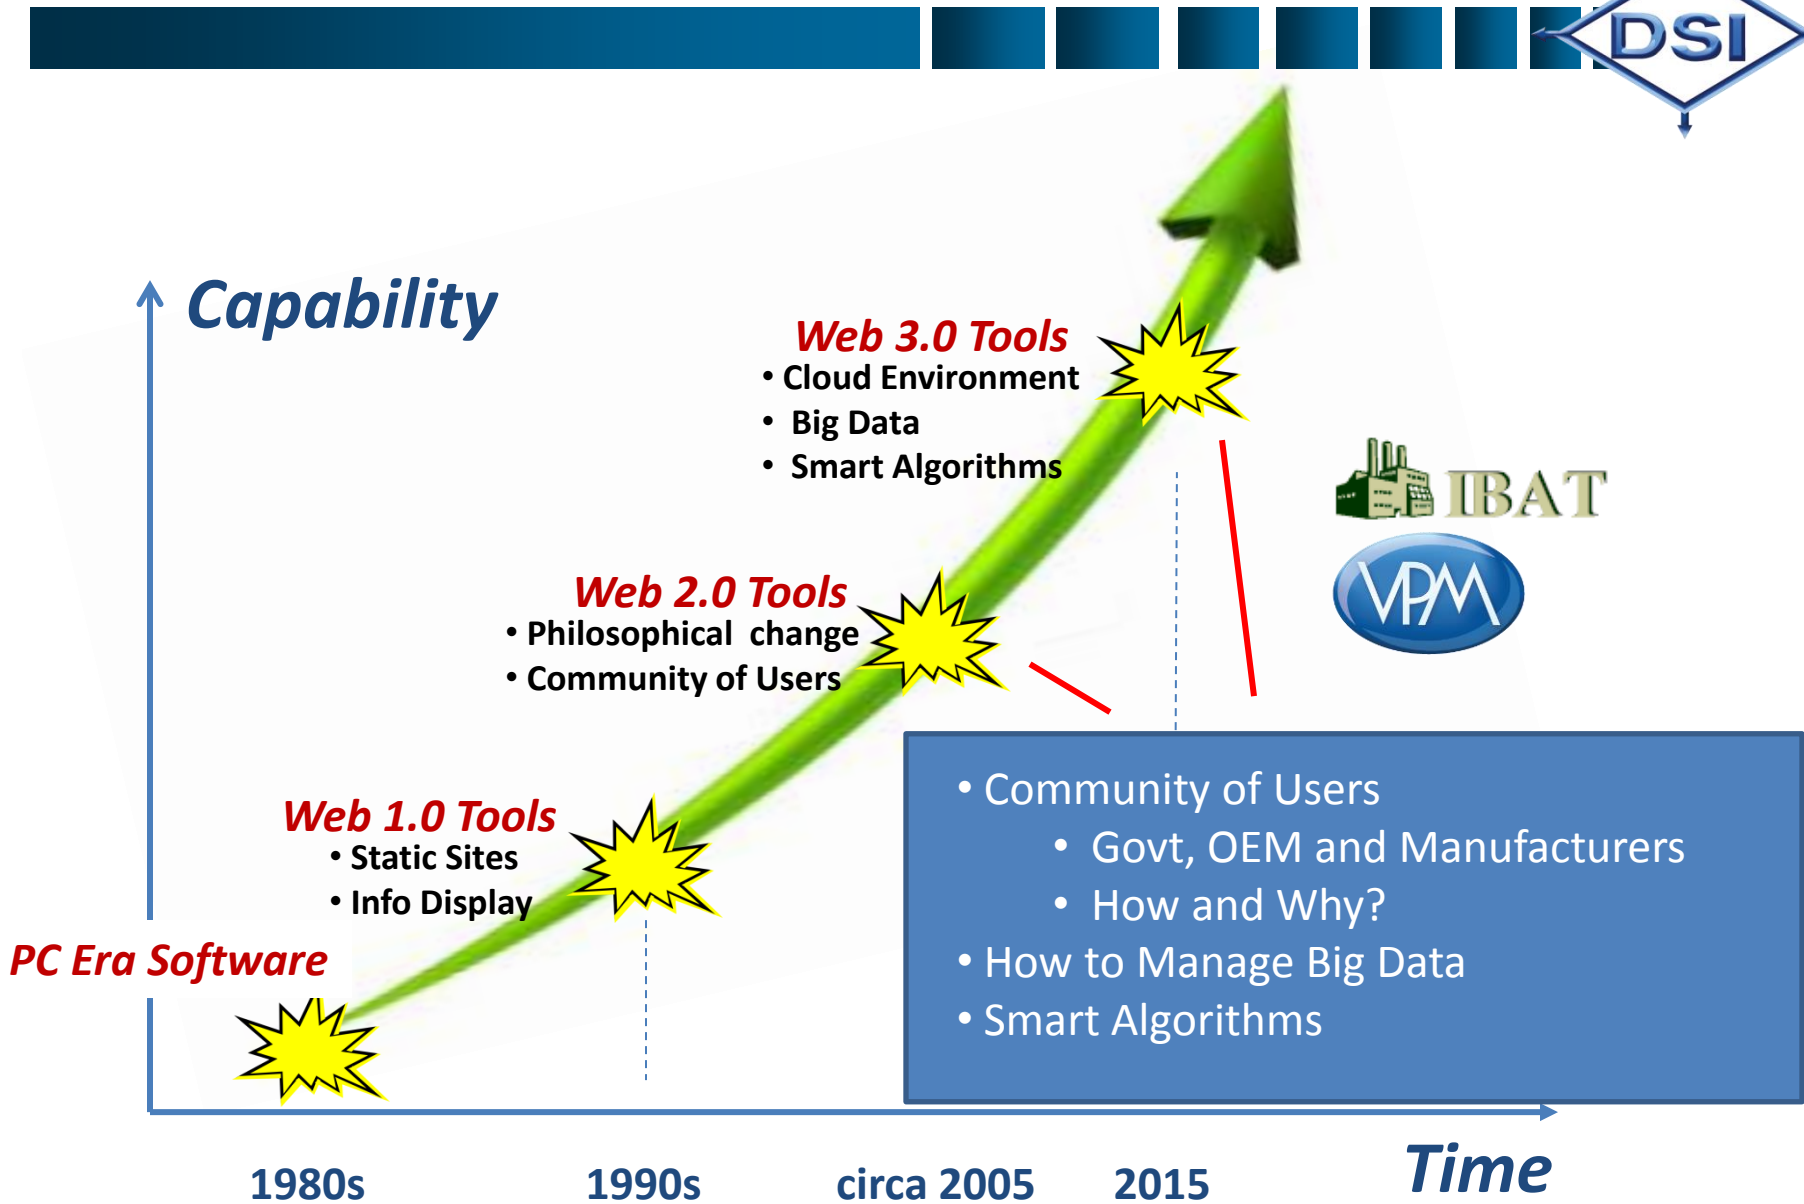 DSI
Capability
Web 3.0 Tools
• Cloud Environment
• Big Data
• Smart Algorithms
IBAT
VPM
Web 2.0 Tools
• Philosophical change
• Community of Users
Web 1.0 Tools
• Static Sites
• Info Display
PC Era Software
• Community of Users
• Govt, OEM and Manufacturers
• How and Why?
• How to Manage Big Data
• Smart Algorithms
Time
1980s 1990s circa 2005 2015